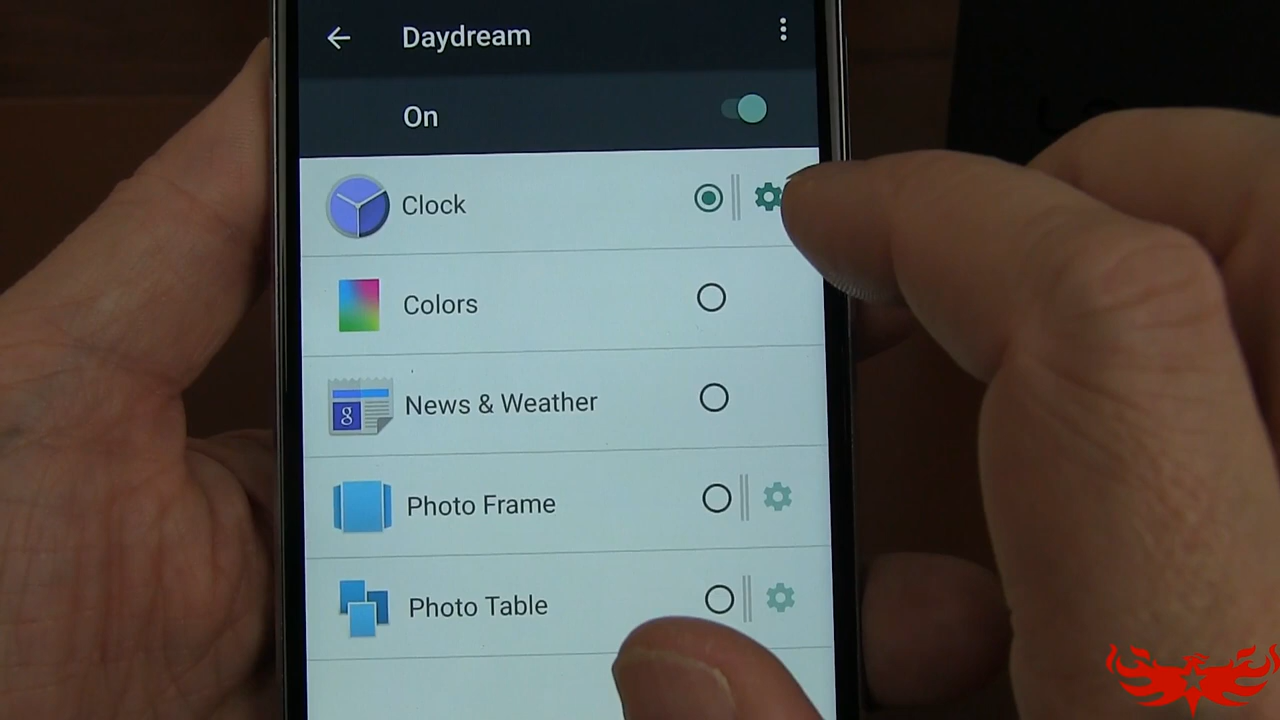 Daydream
On
Clock
Colors
News & Weather
g
Photo Frame
Photo Table